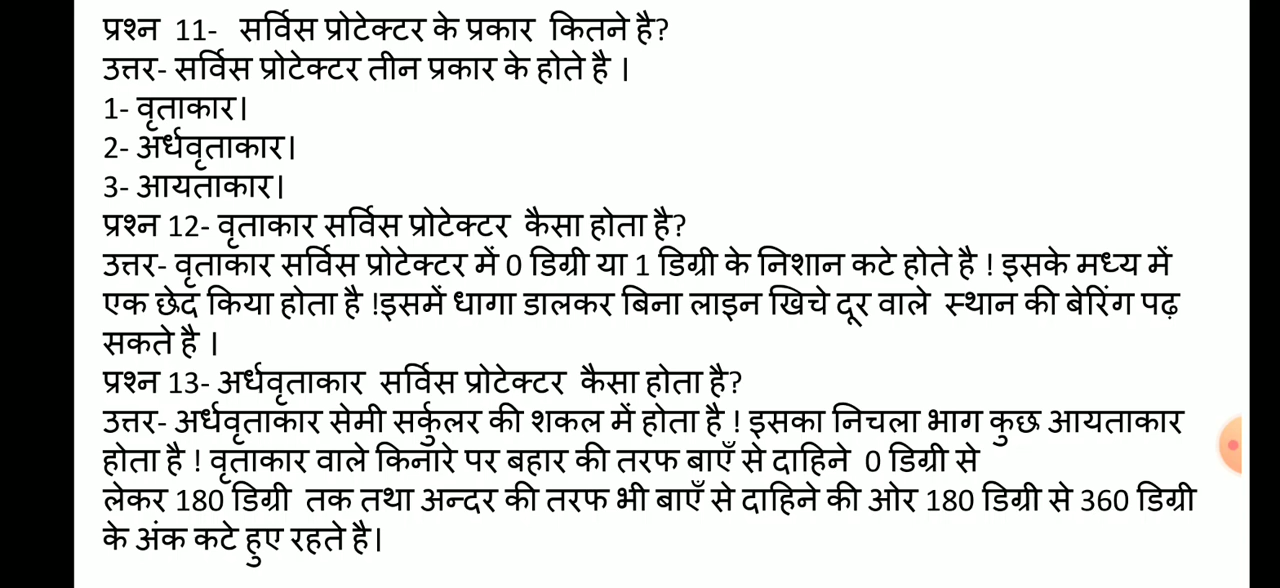 प्रश्न 11- सर्विस प्रोटेक्टर के प्रकार कितने है?
उत्तर- सर्विस प्रोटेक्टर तीन प्रकार के होते है ।
1- वृताकार।
2- अर्धवृताकार।
3- आयताकार।
प्रश्न 12- वृताकार सर्विस प्रोटेक्टर कैसा होता है?
उत्तर- वृताकार सर्विस प्रोटेक्टर में 0 डिग्री या 1 डिग्री के निशान कटे होते है ! इसके मध्य में
एक छेद किया होता है !इसमें धागा डालकर बिना लाइन खिचे दूर वाले स्थान की बेरिंग पढ़
सकते है ।
प्रश्न 13- अर्धवृताकार सर्विस प्रोटेक्टर कैसा होता है?
उत्तर- अर्धवृताकार सेमी सर्कुलर की शकल में होता है ! इसका निचला भाग कुछ आयताकार
होता है ! वृताकार वाले किनारे पर बहार की तरफ बाएँ से दाहिने 0 डिग्री से
लेकर 180 डिग्री तक तथा अन्दर की तरफ भी बाएँ से दाहिने की ओर 180 डिग्री से 360 डिग्री
के अंक कटे हुए रहते है।